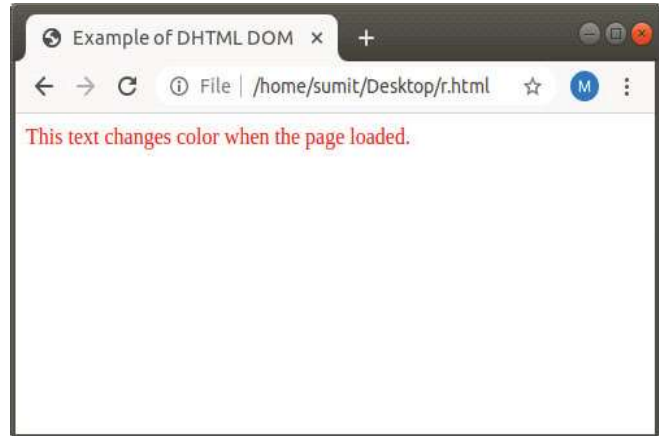 Example of DHTML DOM
File | /home/sumit/Desktop/r.html
M
This text changes color when the page loaded.